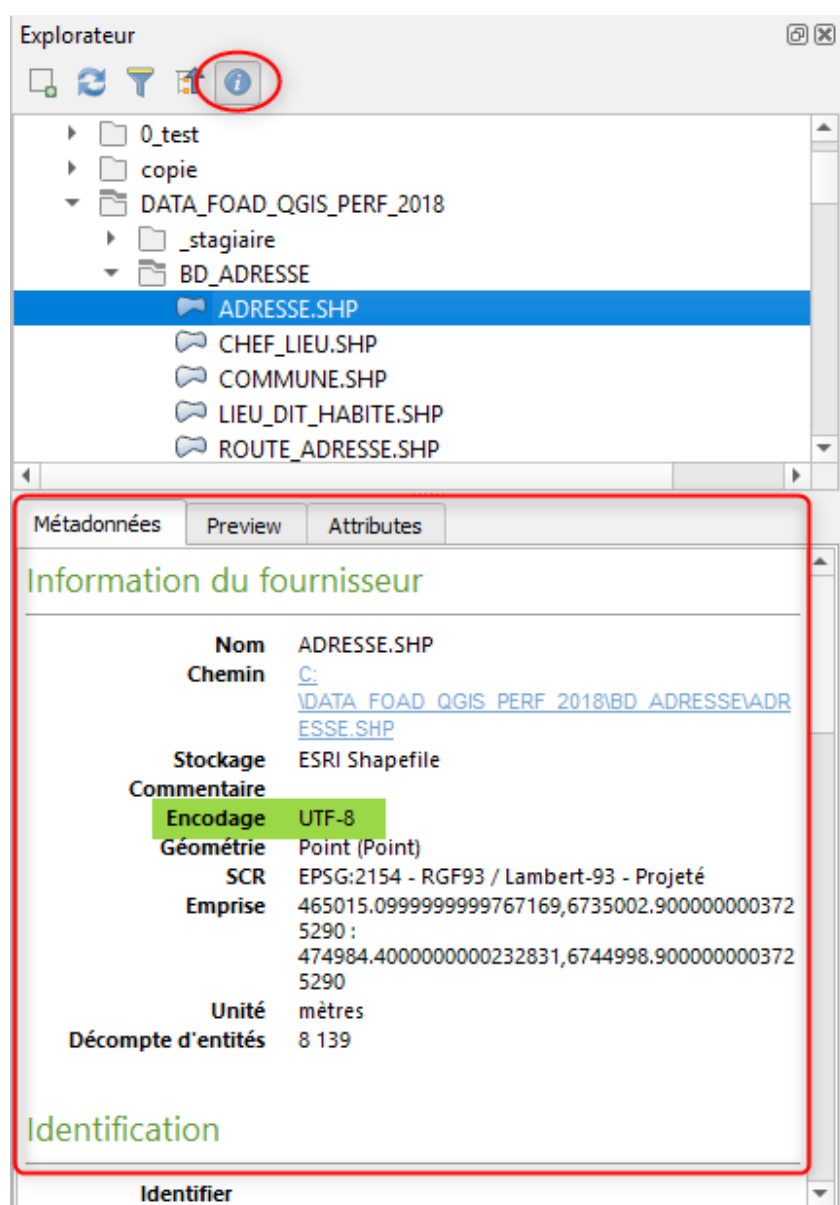 Explorateur
0_test
copie
DATA_FOAD_QGIS_PERF_2018
_stagiaire
BD_ADRESSE
ADRESSE.SHP
CHEF_LIEU.SHP
COMMUNE.SHP
LIEU_DIT_HABITE.SHP
ROUTE_ADRESSE.SHP
Métadonnées Preview Attributes
Information du fournisseur
Nom ADRESSE.SHP
Chemin C:
\DATA_FOAD_QGIS_PERF_2018\BD_ADRESSE\ADR
ESSE.SHP
Stockage ESRI Shapefile
Commentaire
Encodage UTF-8
Géométrie Point (Point)
SCR EPSG:2154 - RGF93 / Lambert-93 - Projeté
Emprise 465015.0999999999767169,6735002.900000000372
5290 :
474984.4000000000232831,6744998.900000000372
5290
Unité mètres
Décompte d'entités 8 139
Identification
Identifier